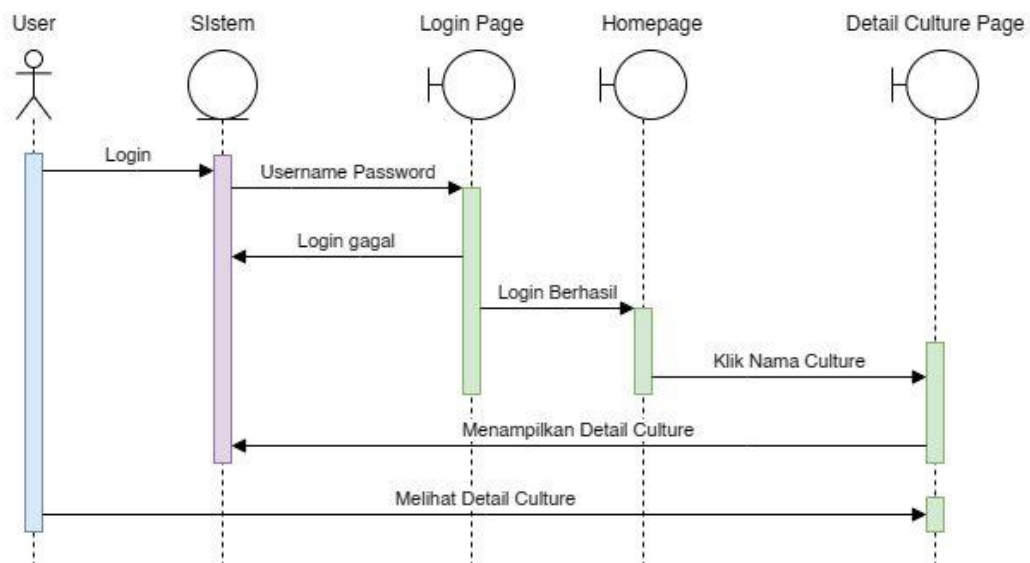 User
SIstem
Login Page
Homepage
Detail Culture Page
Login
Username Password
Login gagal
Login Berhasil
Klik Nama Culture
Menampilkan Detail Culture
Melihat Detail Culture